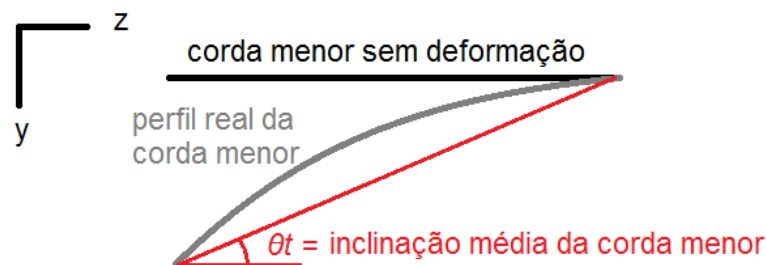 z
corda menor sem deformação
y
perfil real da
corda menor
θt = inclinação média da corda menor